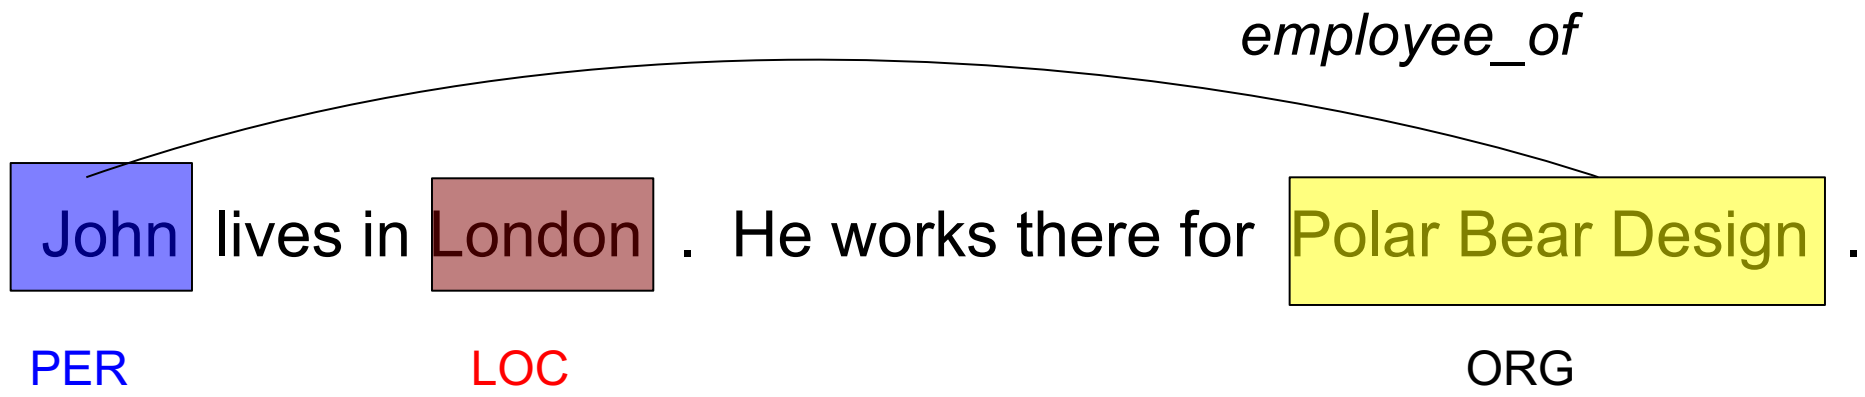 employee_of
John lives in London . He works there for Polar Bear Design .
PER LOC ORG